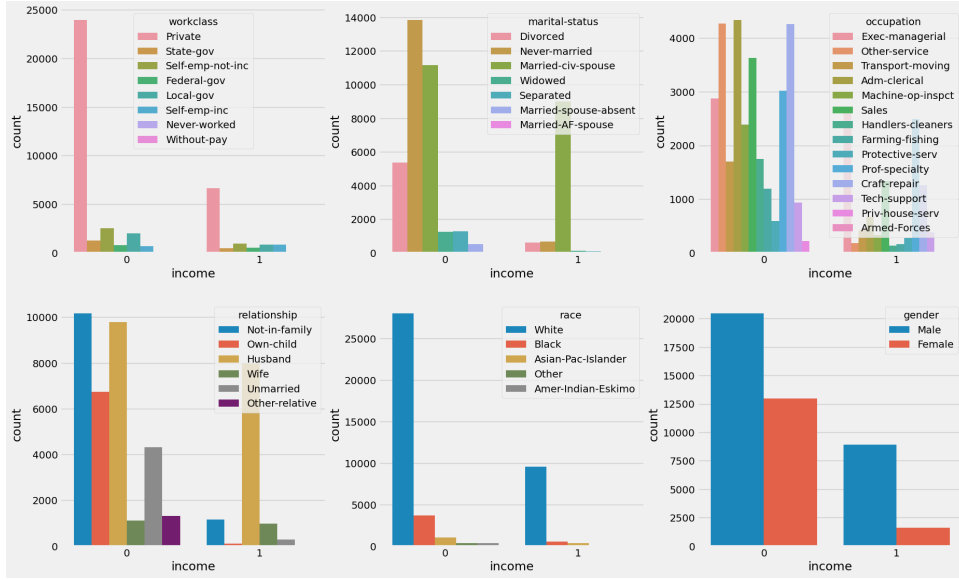 workclass
Private
State-gov
Self-emp-not-inc
Federal-gov
Local-gov
Self-emp-inc
Never-worked
Without-pay
25000
20000
15000
10000
5000
0
count
0 1
income
marital-status
Divorced
Never-married
Married-civ-spouse
Widowed
Separated
Married-spouse-absent
Married-AF-spouse
14000
12000
10000
8000
6000
4000
2000
0
count
0 1
income
occupation
Exec-managerial
Other-service
Transport-moving
Adm-clerical
Machine-op-inspct
Sales
Handlers-cleaners
Farming-fishing
Protective-serv
Prof-specialty
Craft-repair
Tech-support
Priv-house-serv
Armed-Forces
4000
3000
2000
1000
0
count
0 1
income
relationship
Not-in-family
Own-child
Husband
Wife
Unmarried
Other-relative
10000
8000
6000
4000
2000
0
count
0 1
income
race
White
Black
Asian-Pac-Islander
Other
Amer-Indian-Eskimo
25000
20000
15000
10000
5000
0
count
0 1
income
gender
Male
Female
20000
17500
15000
12500
10000
7500
5000
2500
0
count
0 1
income